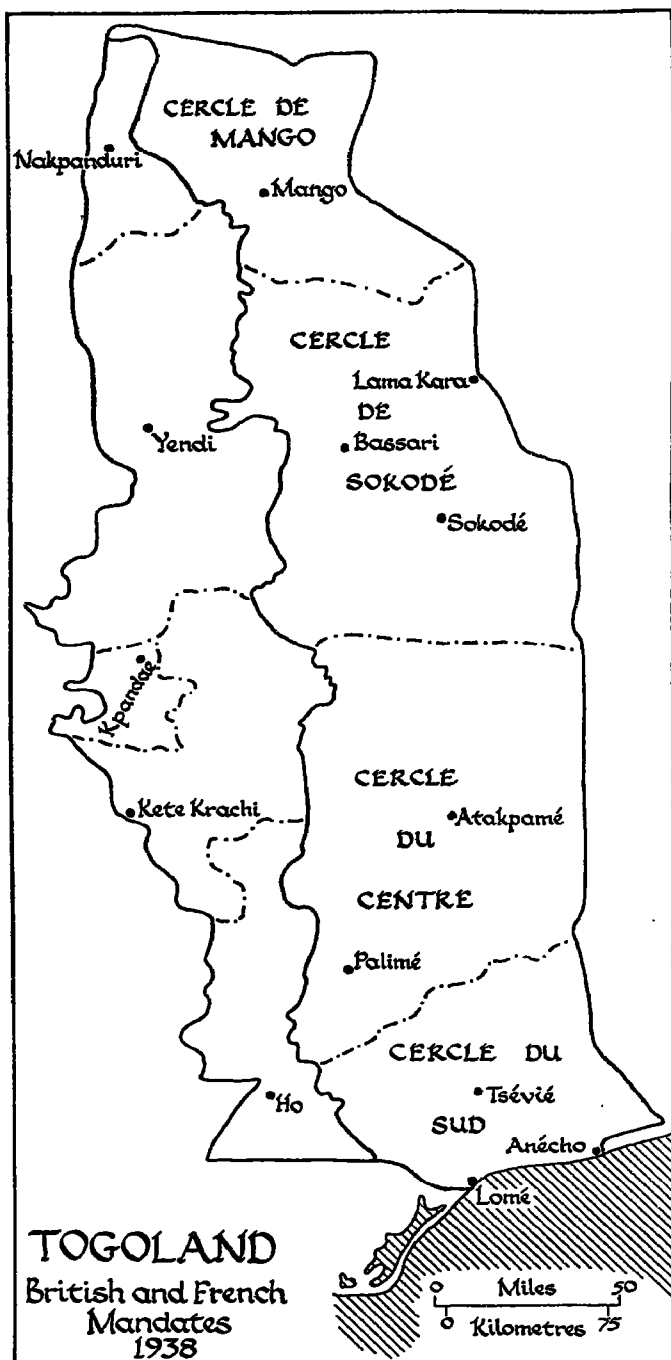 CERCLE DE
MANGO
Nakpanduri
Mango
CERCLE
Lama Kara
DE
Yendi
Bassari
SOKODÉ
Sokodé
Kpandae
CERCLE
Kete Krachi
Atakpamé
DU
CENTRE
Palimé
CERCLE DU
Ho
Tsévié
SUD
Anécho
Lomé
TOGOLAND
British and French
Mandates
1938
0 Miles 50
0 Kilometres 75